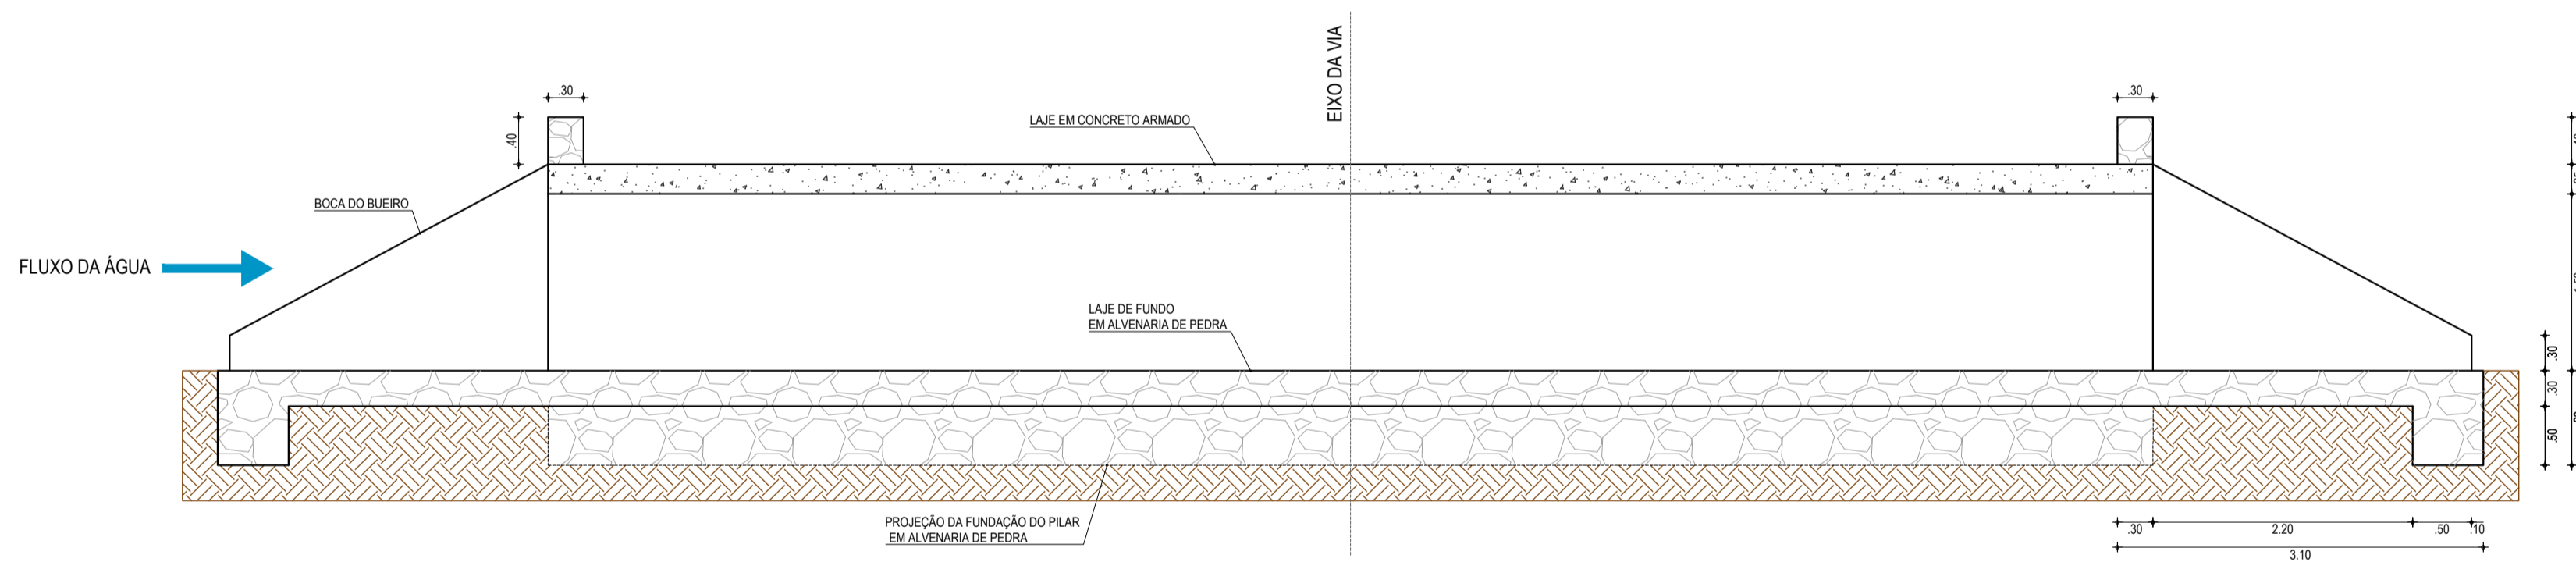 EIXO DA VIA
.30
.30
.40
LAJE EM CONCRETO ARMADO
BOCA DO BUEIRO
FLUXO DA ÁGUA
LAJE DE FUNDO
EM ALVENARIA DE PEDRA
.30
.30
.50
PROJEÇÃO DA FUNDAÇÃO DO PILAR
EM ALVENARIA DE PEDRA
.30
2.20
.50
.10
3.10